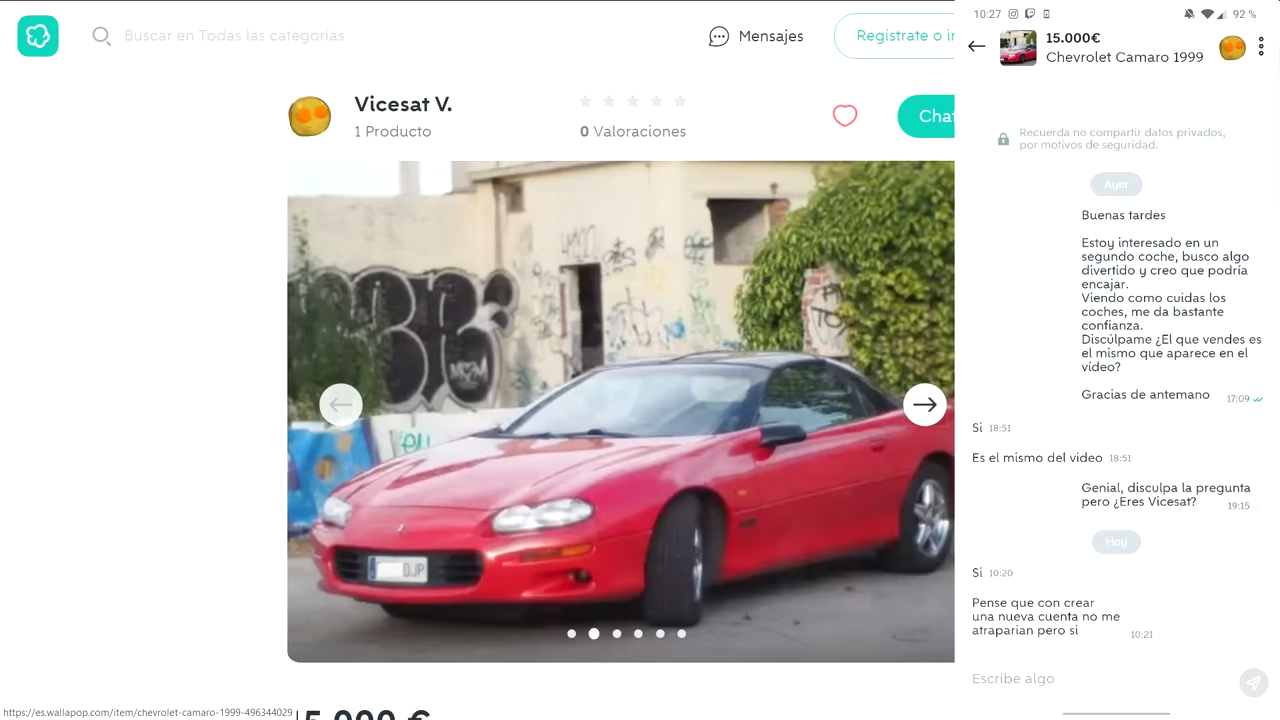 Buscar en Todas las categorías
Mensajes
Regístrate o in
Vicesat V.
1 Producto
0 Valoraciones
Chat
DJP
https://es.wallapop.com/item/chevrolet-camaro-1999-496344029
5.000 €
10:27
92 %
15.000€
Chevrolet Camaro 1999
Recuerda no compartir datos privados,
por motivos de seguridad.
Ayer
Buenas tardes
Estoy interesado en un
segundo coche, busco algo
divertido y creo que podría
encajar.
Viendo como cuidas los
coches, me da bastante
confianza.
Discúlpame ¿El que vendes es
el mismo que aparece en el
vídeo?
Gracias de antemano 17:09
Si 18:51
Es el mismo del video 18:51
Genial, disculpa la pregunta
pero ¿Eres Vicesat? 19:15
Hoy
Si 10:20
Pense que con crear
una nueva cuenta no me
atraparian pero si 10:21
Escribe algo